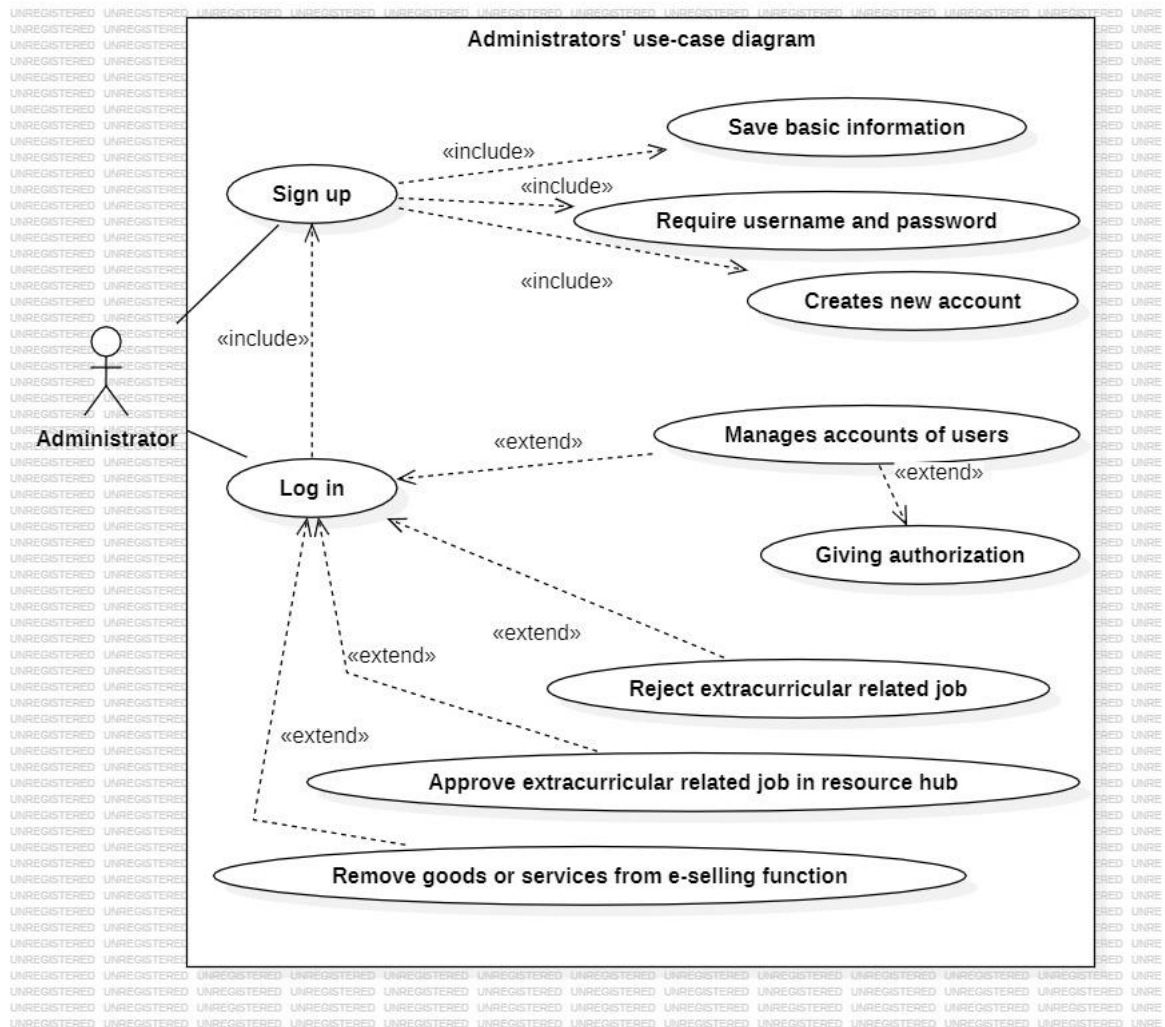 Administrators' use-case diagram
Save basic information
«include»
Sign up
«include»
Require username and password
«include»
Creates new account
«include»
Administrator
Manages accounts of users
«extend»
«extend»
Log in
Giving authorization
«extend»
«extend»
Reject extracurricular related job
«extend»
Approve extracurricular related job in resource hub
Remove goods or services from e-selling function
UNREGISTERED